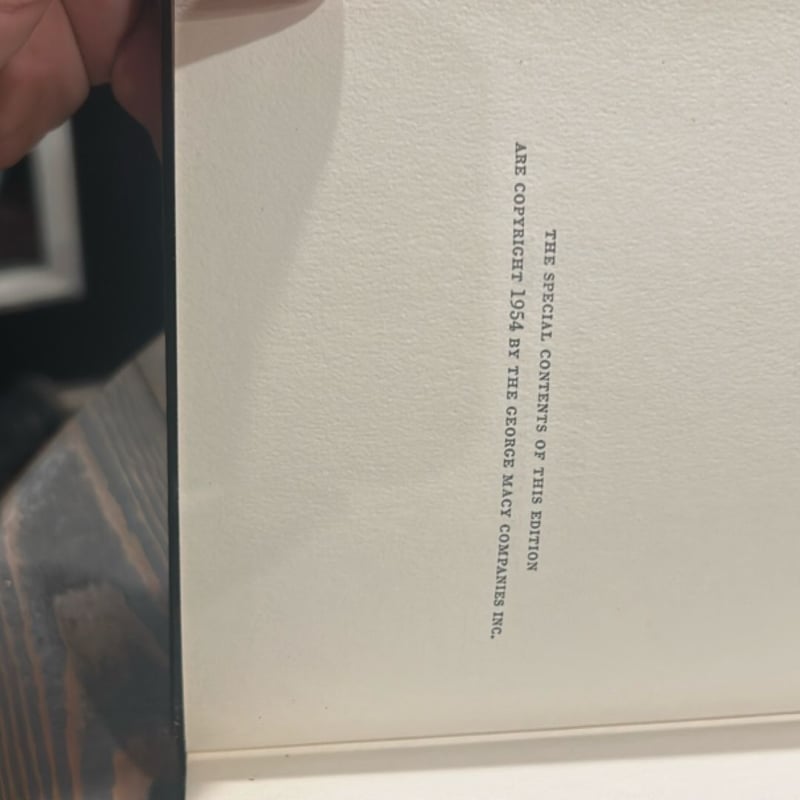 THE SPECIAL CONTENTS OF THIS EDITION
ARE COPYRIGHT 1954 BY THE GEORGE MACY COMPANIES INC.